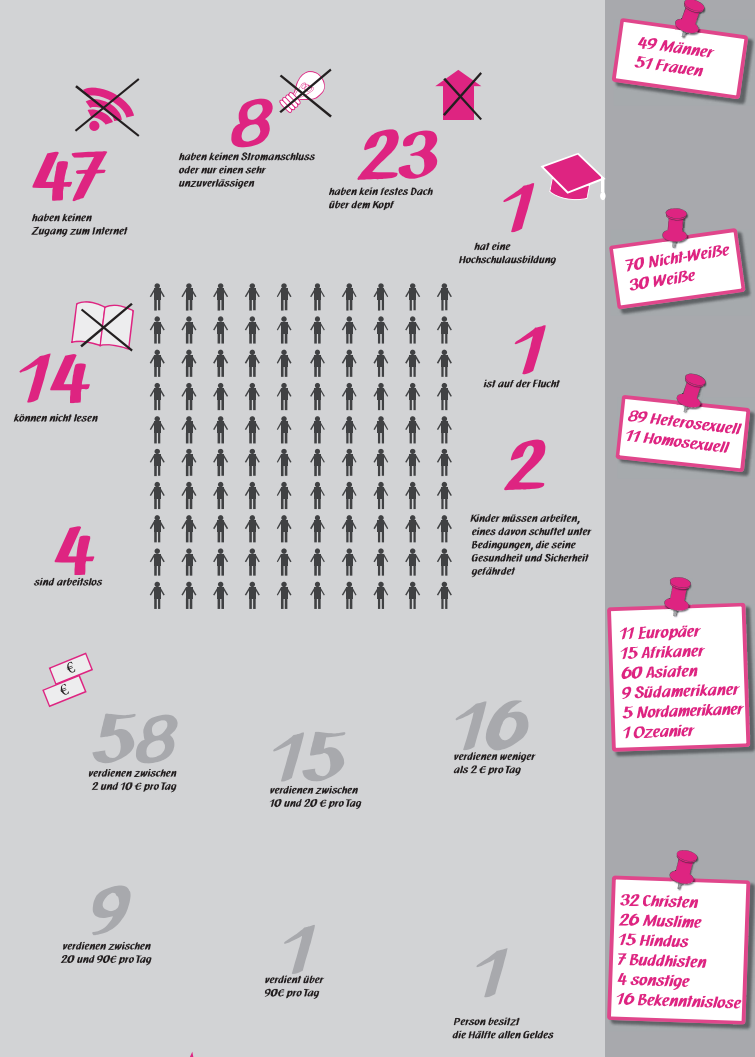 49 Männer
51 Frauen
8
haben keinen Stromanschluss
oder nur einen sehr
unzuverlässigen
23
haben kein festes Dach
über dem Kopf
47
haben keinen
Zugang zum Internet
1
hat eine
Hochschulausbildung
70 Nicht-Weiße
30 Weiße
14
können nicht lesen
1
ist auf der Flucht
89 Heterosexuell
11 Homosexuell
2
Kinder müssen arbeiten,
eines davon schuftet unter
Bedingungen, die seine
Gesundheit und Sicherheit
gefährdet
4
sind arbeitslos
11 Europäer
15 Afrikaner
60 Asiaten
9 Südamerikaner
5 Nordamerikaner
1 Ozeanier
€
€
58
verdienen zwischen
2 und 10 € pro Tag
15
verdienen zwischen
10 und 20 € pro Tag
16
verdienen weniger
als 2 € pro Tag
9
verdienen zwischen
20 und 90€ pro Tag
1
verdient über
90€ pro Tag
1
Person besitzt
die Hälfte allen Geldes
32 Christen
26 Muslime
15 Hindus
7 Buddhisten
4 sonstige
16 Bekenntnislose